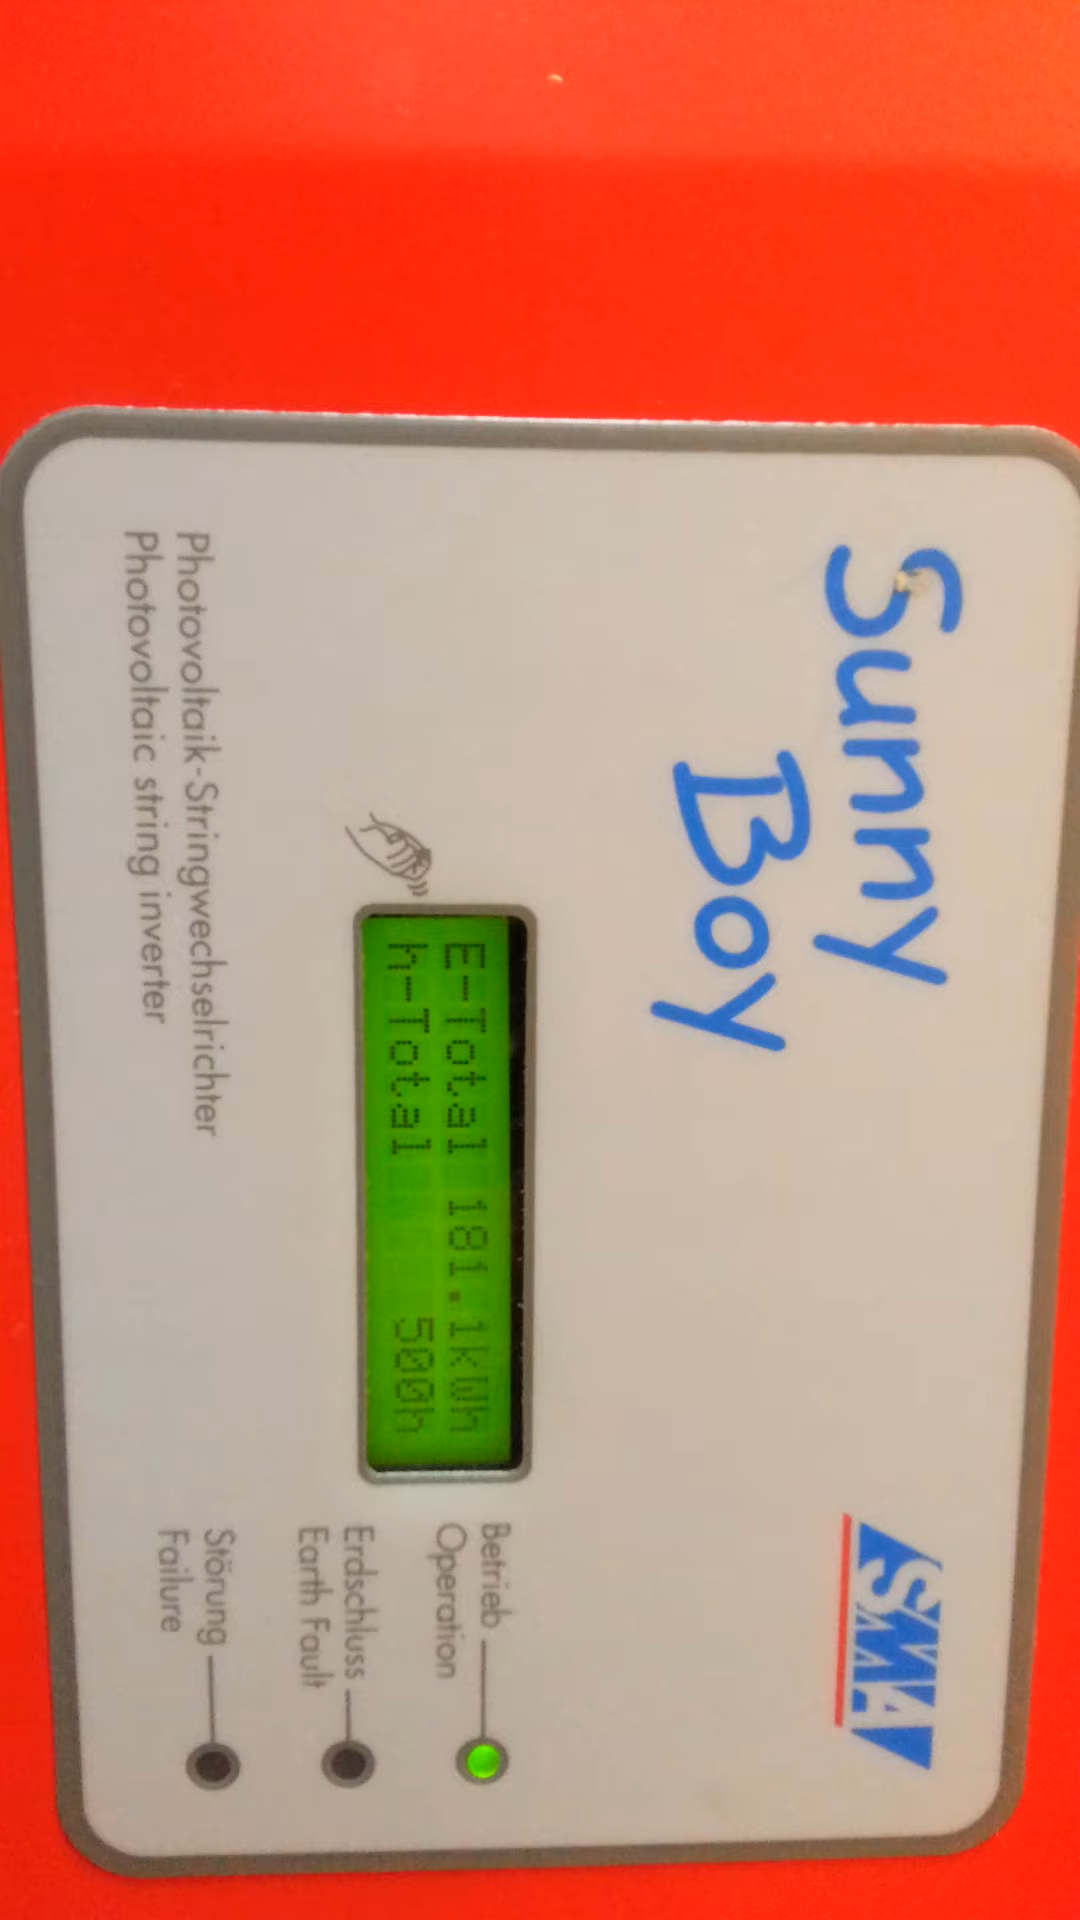 Sunny
Boy
SMA
E-Total 181.1kWh
h-Total 500h
Betrieb
Operation
Erdschluss
Earth Fault
Störung
Failure
Photovoltaik-Stringwechselrichter
Photovoltaic string inverter